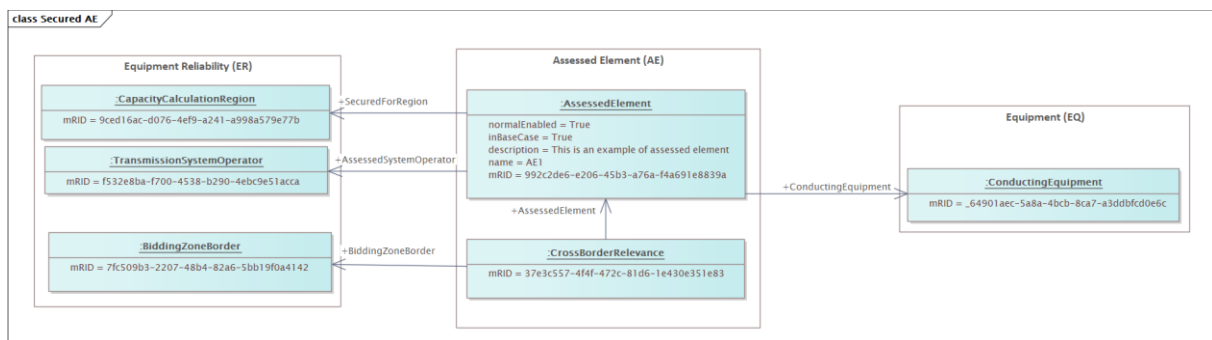 class Secured AE
Equipment Reliability (ER)
:CapacityCalculationRegion
mRID = 9ced16ac-d076-4ef9-a241-a998a579e77b
:TransmissionSystemOperator
mRID = f532e8ba-f700-4538-b290-4ebc9e51acca
:BiddingZoneBorder
mRID = 7fc509b3-2207-48b4-82a6-5bb19f0a4142
+SecuredForRegion
+AssessedSystemOperator
+BiddingZoneBorder
Assessed Element (AE)
:AssessedElement
normalEnabled = True
inBaseCase = True
description = This is an example of assessed element
name = AE1
mRID = 992c2de6-e206-45b3-a76a-f4a691e8839a
+AssessedElement
:CrossBorderRelevance
mRID = 37e3c557-4f4f-472c-81d6-1e430e351e83
+ConductingEquipment
Equipment (EQ)
:ConductingEquipment
mRID = _64901aec-5a8a-4bcb-8ca7-a3ddbfcd0e6c